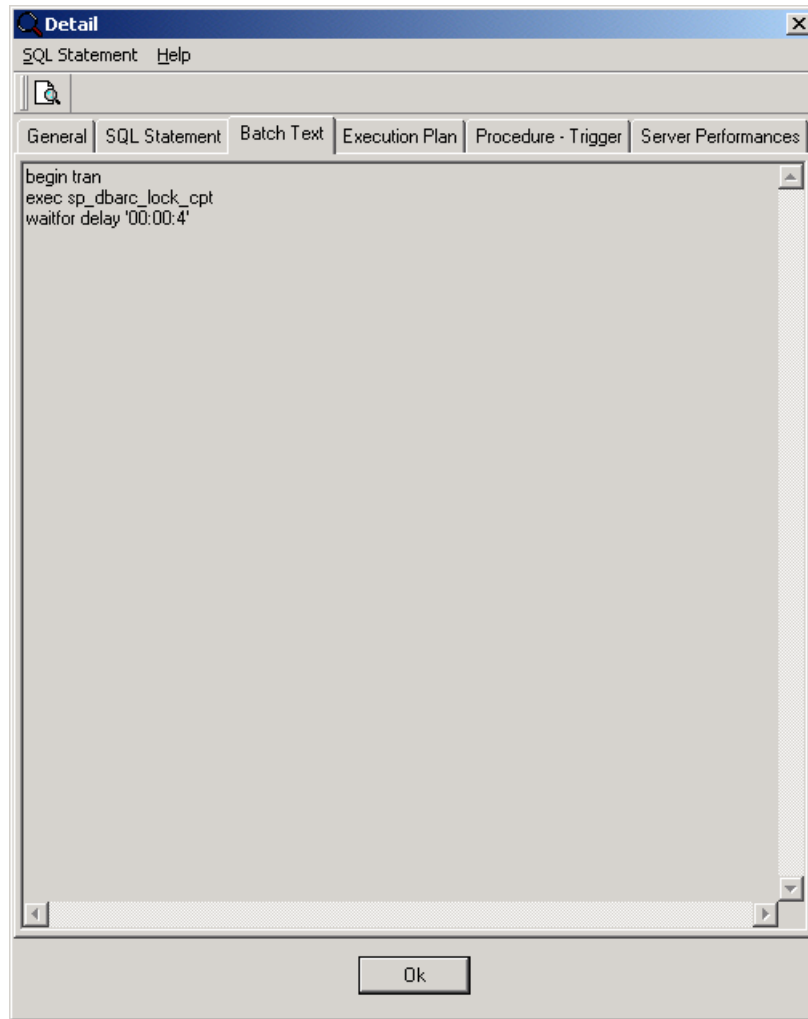 Detail
SQL Statement Help
General SQL Statement Batch Text Execution Plan Procedure - Trigger Server Performances
begin tran
exec sp_dbarc_lock_cpt
waitfor delay '00:00:4'
Ok